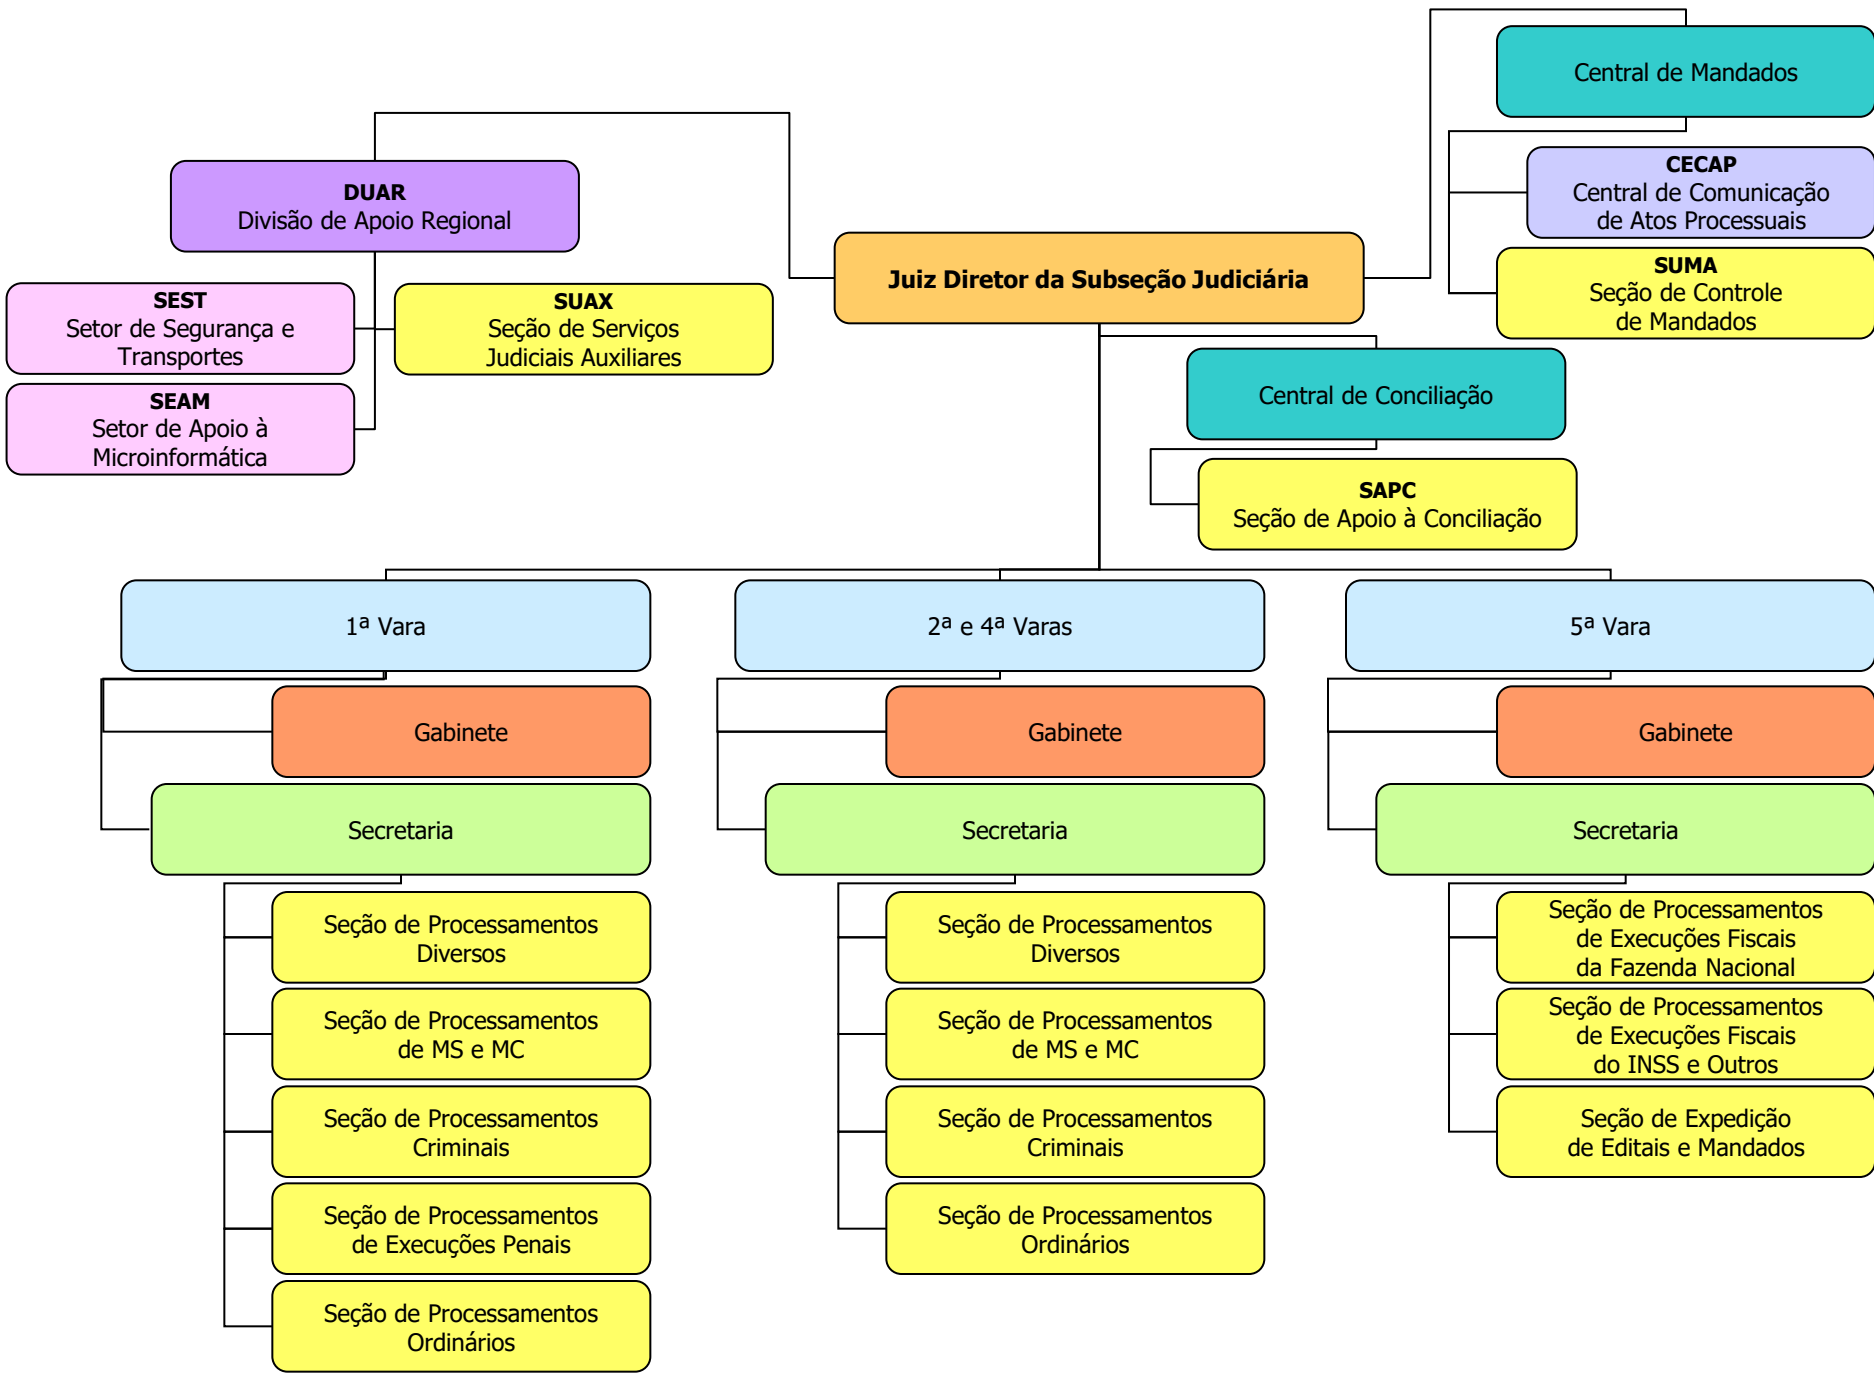 Central de Mandados
CECAP
Central de Comunicação
de Atos Processuais
SUMA
Seção de Controle
de Mandados
DUAR
Divisão de Apoio Regional
SEST
Setor de Segurança e
Transportes
SUAX
Seção de Serviços
Judiciais Auxiliares
SEAM
Setor de Apoio à
Microinformática
Juiz Diretor da Subseção Judiciária
Central de Conciliação
SAPC
Seção de Apoio à Conciliação
1ª Vara
Gabinete
Secretaria
Seção de Processamentos
Diversos
Seção de Processamentos
de MS e MC
Seção de Processamentos
Criminais
Seção de Processamentos
de Execuções Penais
Seção de Processamentos
Ordinários
2ª e 4ª Varas
Gabinete
Secretaria
Seção de Processamentos
Diversos
Seção de Processamentos
de MS e MC
Seção de Processamentos
Criminais
Seção de Processamentos
Ordinários
5ª Vara
Gabinete
Secretaria
Seção de Processamentos
de Execuções Fiscais
da Fazenda Nacional
Seção de Processamentos
de Execuções Fiscais
do INSS e Outros
Seção de Expedição
de Editais e Mandados